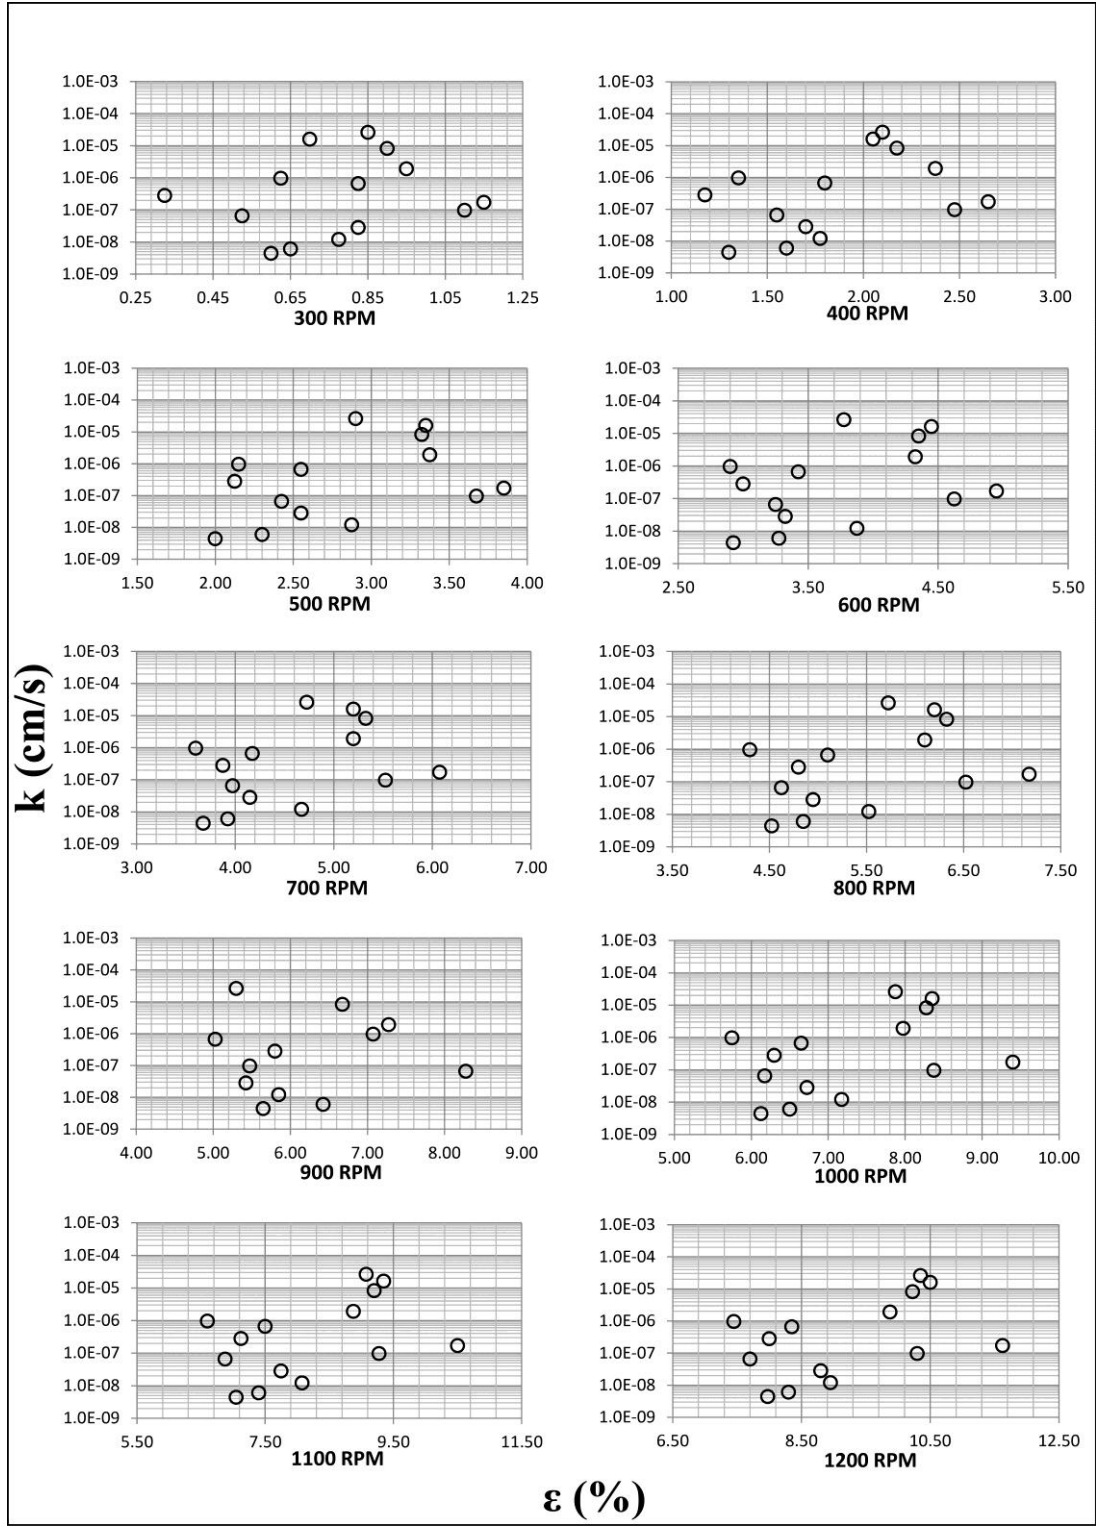 1.0E-03
1.0E-04
1.0E-05
1.0E-06
1.0E-07
1.0E-08
1.0E-09
0.25 0.45 0.65 0.85 1.05 1.25
300 RPM
1.0E-03
1.0E-04
1.0E-05
1.0E-06
1.0E-07
1.0E-08
1.0E-09
1.00 1.50 2.00 2.50 3.00
400 RPM
1.0E-03
1.0E-04
1.0E-05
1.0E-06
1.0E-07
1.0E-08
1.0E-09
1.50 2.00 2.50 3.00 3.50 4.00
500 RPM
1.0E-03
1.0E-04
1.0E-05
1.0E-06
1.0E-07
1.0E-08
1.0E-09
2.50 3.50 4.50 5.50
600 RPM
k (cm/s)
1.0E-03
1.0E-04
1.0E-05
1.0E-06
1.0E-07
1.0E-08
1.0E-09
3.00 4.00 5.00 6.00 7.00
700 RPM
1.0E-03
1.0E-04
1.0E-05
1.0E-06
1.0E-07
1.0E-08
1.0E-09
3.50 4.50 5.50 6.50 7.50
800 RPM
1.0E-03
1.0E-04
1.0E-05
1.0E-06
1.0E-07
1.0E-08
1.0E-09
4.00 5.00 6.00 7.00 8.00 9.00
900 RPM
1.0E-03
1.0E-04
1.0E-05
1.0E-06
1.0E-07
1.0E-08
1.0E-09
5.00 6.00 7.00 8.00 9.00 10.00
1000 RPM
1.0E-03
1.0E-04
1.0E-05
1.0E-06
1.0E-07
1.0E-08
1.0E-09
5.50 7.50 9.50 11.50
1100 RPM
1.0E-03
1.0E-04
1.0E-05
1.0E-06
1.0E-07
1.0E-08
1.0E-09
6.50 8.50 10.50 12.50
1200 RPM
ε (%)